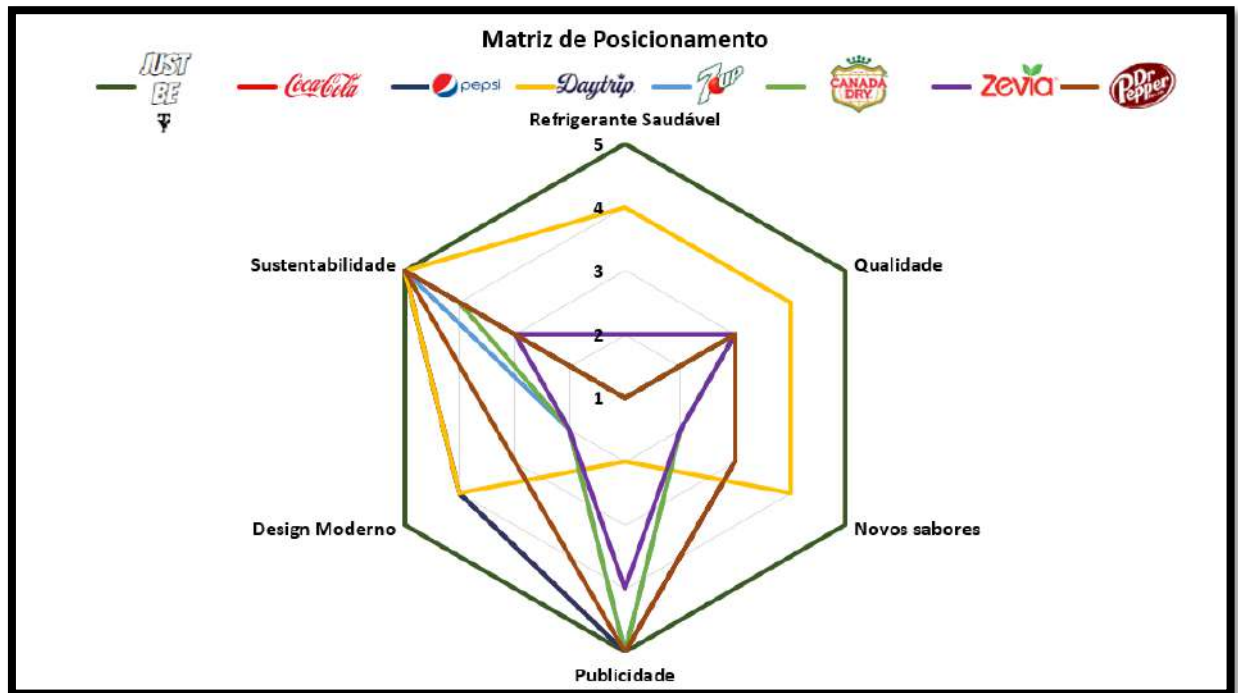 Matriz de Posicionamento
JUST
BE
Coca-Cola
pepsi
Daytrip
7UP
CANADA
DRY
zevia
Dr
Pepper
Refrigerante Saudável
5
4
Sustentabilidade
3
Qualidade
2
1
Design Moderno
Novos sabores
Publicidade